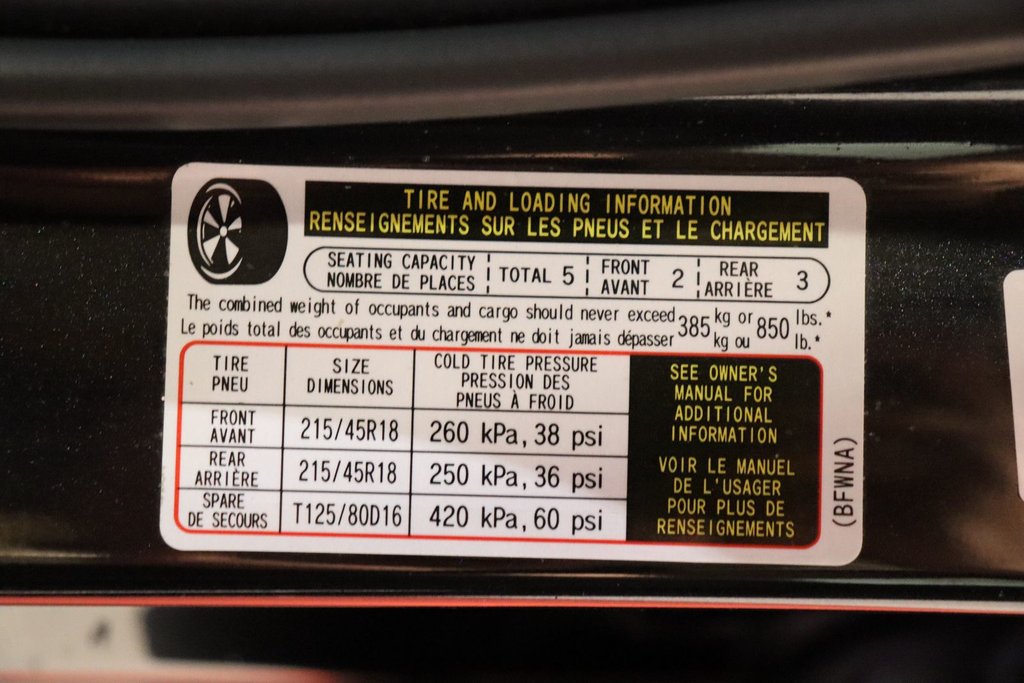 TIRE AND LOADING INFORMATION
RENSEIGNEMENTS SUR LES PNEUS ET LE CHARGEMENT
SEATING CAPACITY
NOMBRE DE PLACES
TOTAL 5
FRONT
AVANT
2
REAR
ARRIÈRE
3
The combined weight of occupants and cargo should never exceed 385 kg or 850 lbs.*
Le poids total des occupants et du chargement ne doit jamais dépasser kg ou lb.*
TIRE
PNEU
SIZE
DIMENSIONS
COLD TIRE PRESSURE
PRESSION DES
PNEUS À FROID
FRONT
AVANT
215/45R18
260 kPa, 38 psi
REAR
ARRIÈRE
215/45R18
250 kPa, 36 psi
SPARE
DE SECOURS
T125/80D16
420 kPa, 60 psi
SEE OWNER'S
MANUAL FOR
ADDITIONAL
INFORMATION
VOIR LE MANUEL
DE L'USAGER
POUR PLUS DE
RENSEIGNEMENTS
(BFWNA)